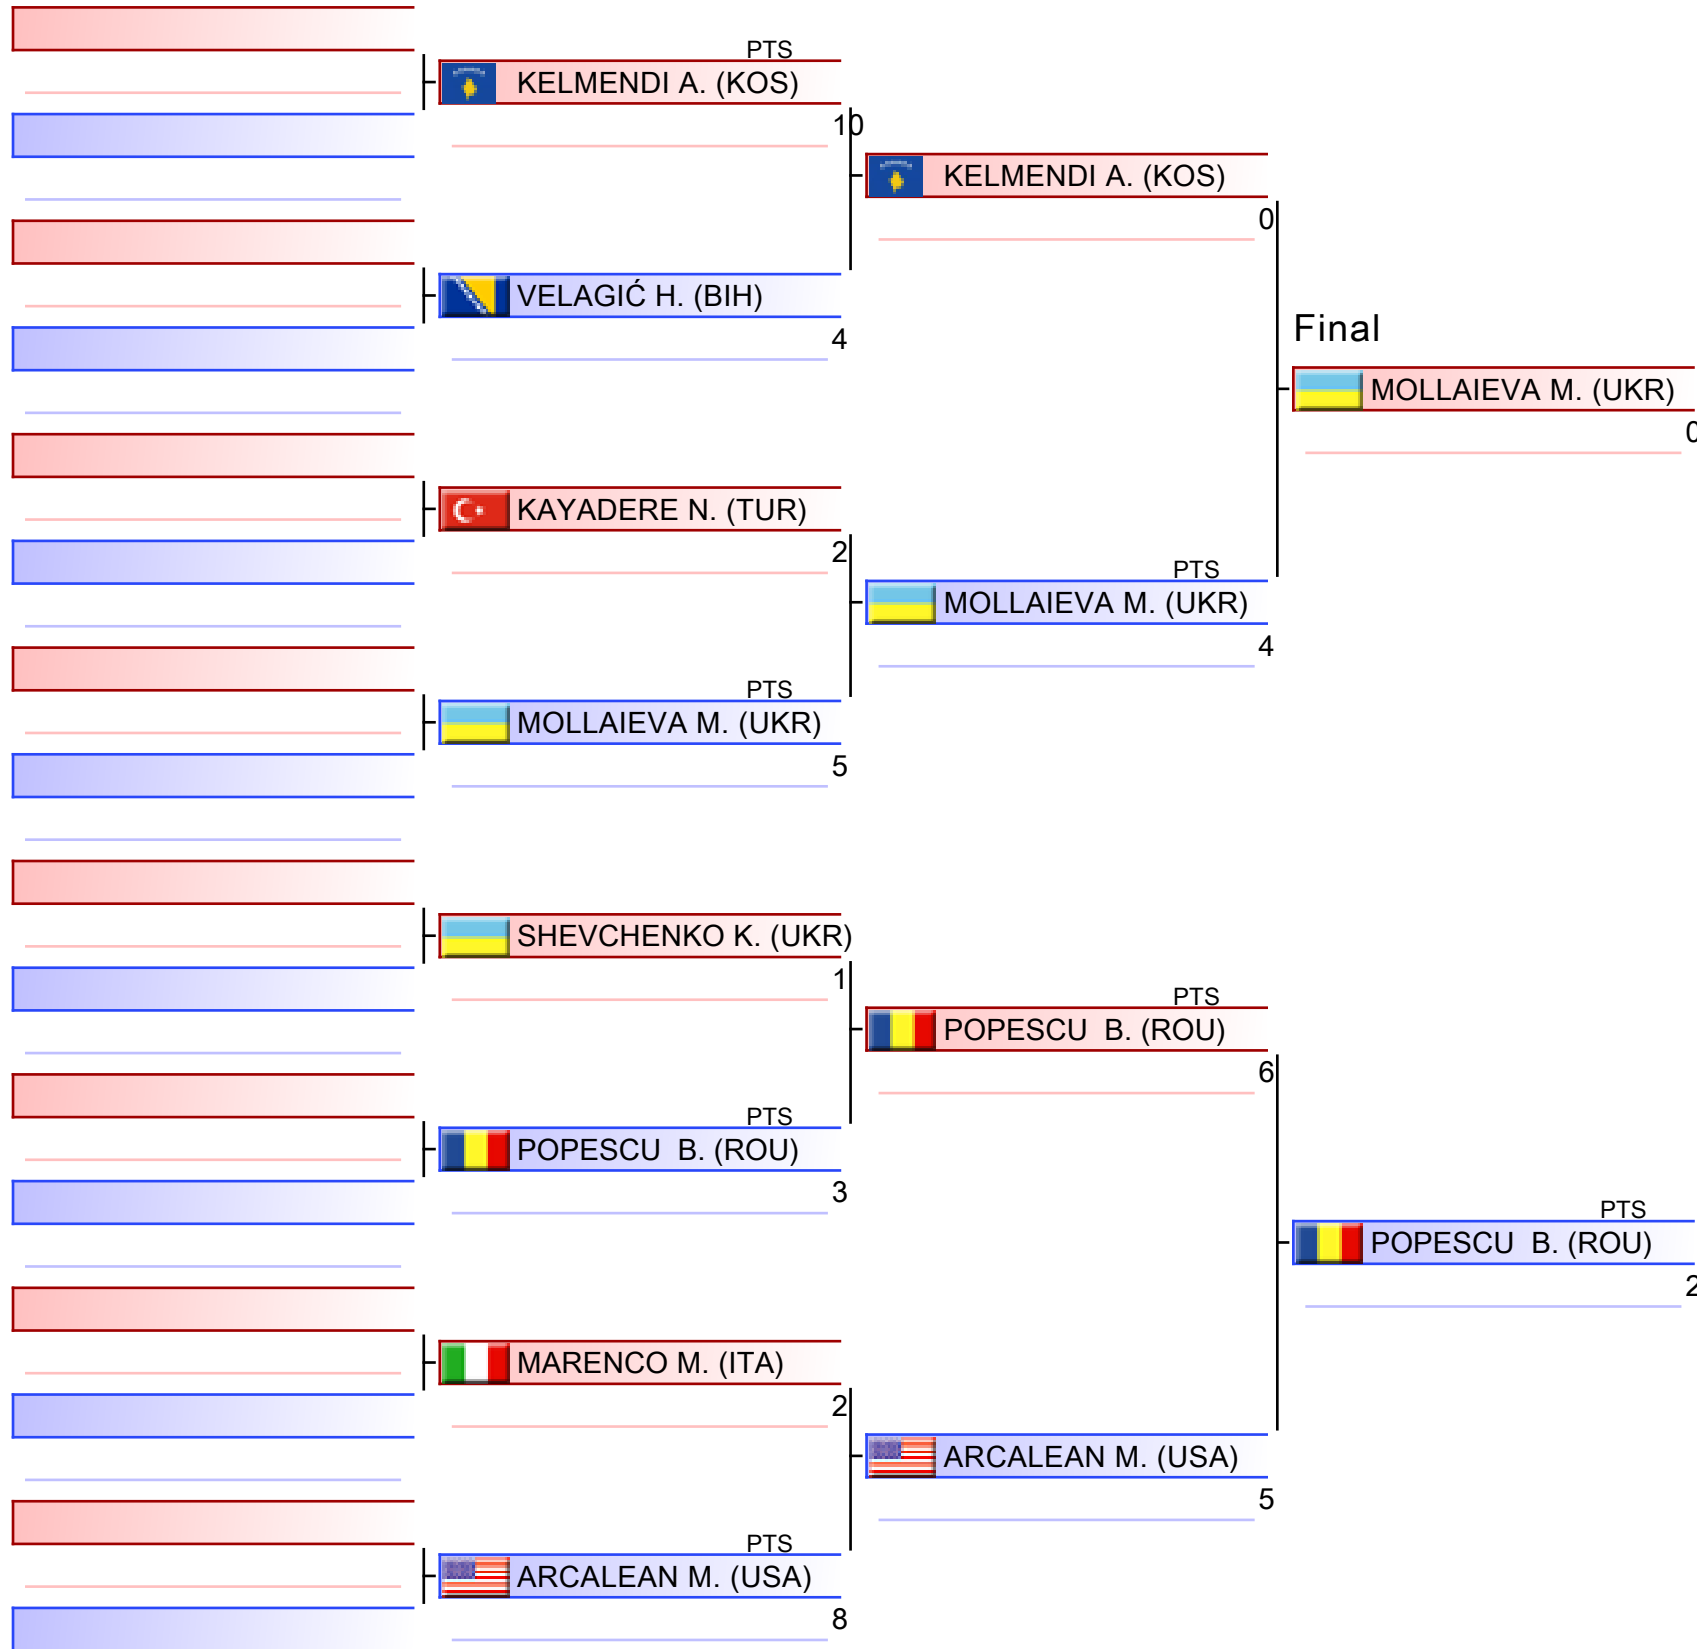 PTS
KELMENDI A. (KOS)
10
VELAGIĆ H. (BIH)
4
KAYADERE N. (TUR)
2
PTS
MOLLAIEVA M. (UKR)
5
SHEVCHENKO K. (UKR)
1
PTS
POPESCU  B. (ROU)
3
MARENCO M. (ITA)
2
PTS
ARCALEAN M. (USA)
8
KELMENDI A. (KOS)
0
PTS
MOLLAIEVA M. (UKR)
4
PTS
POPESCU  B. (ROU)
6
ARCALEAN M. (USA)
5
Final
MOLLAIEVA M. (UKR)
0
PTS
POPESCU  B. (ROU)
2